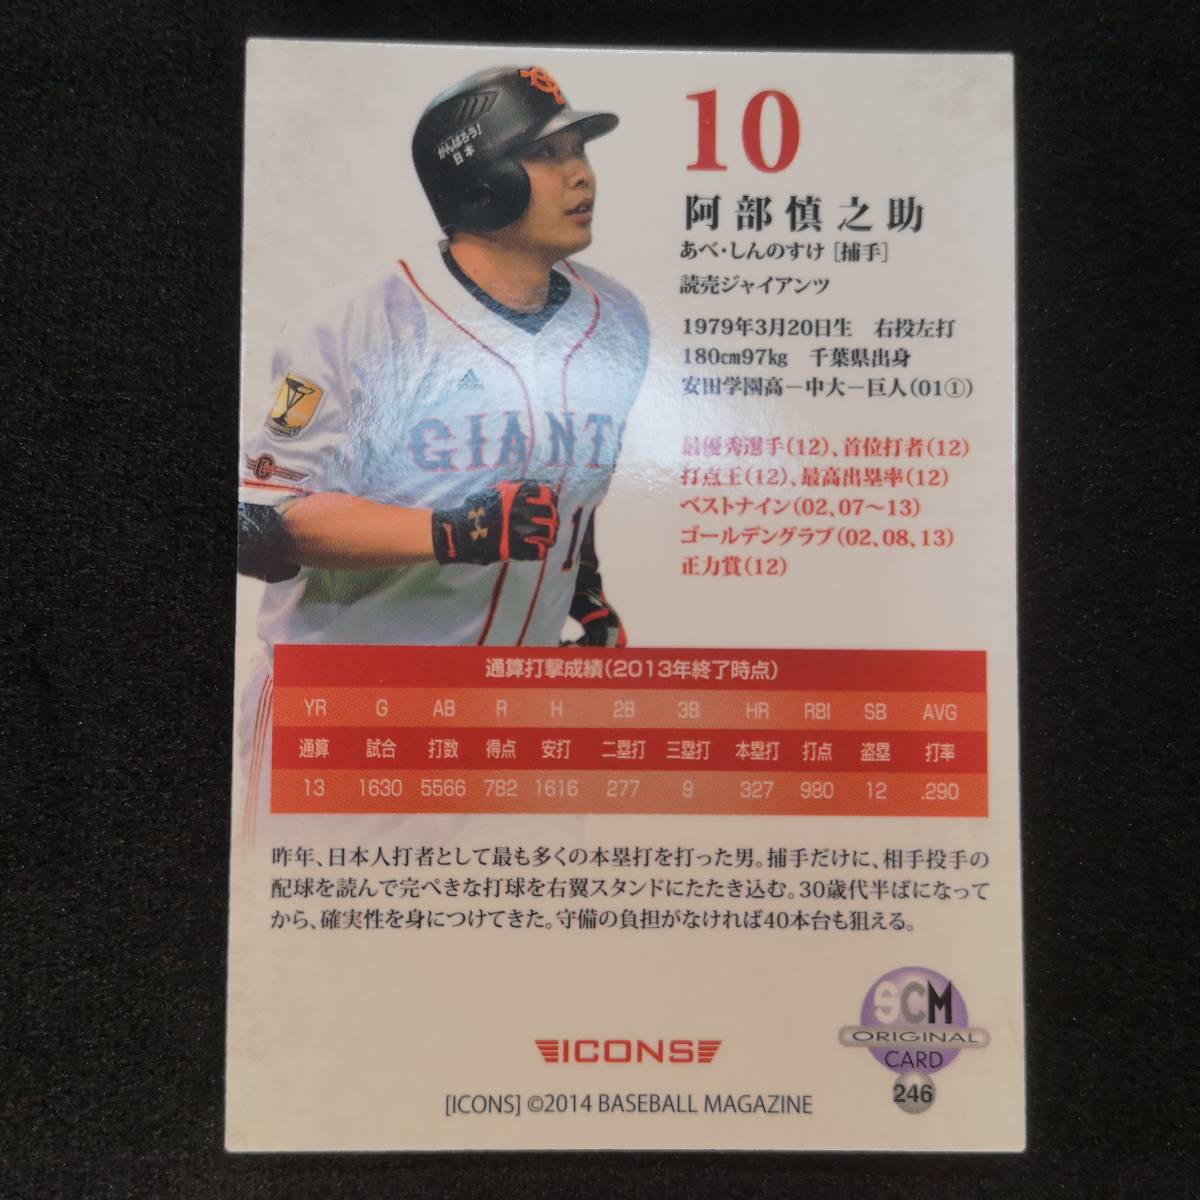 がんばろう!
日本
10
阿部慎之助
あべ・しんのすけ [捕手]
読売ジャイアンツ
1979年3月20日生 右投左打
180cm97kg 千葉県出身
安田学園高－中大－巨人(01①)
最優秀選手(12)、首位打者(12)
打点王(12)、最高出塁率(12)
ベストナイン(02、07～13)
ゴールデングラブ(02、08、13)
正力賞(12)
adidas
GIANTS
1
通算打撃成績(2013年終了時点)
YR G AB R H 2B 3B HR RBI SB AVG
通算 試合 打数 得点 安打 二塁打 三塁打 本塁打 打点 盗塁 打率
13 1630 5566 782 1616 277 9 327 980 12 .290
昨年、日本人打者として最も多くの本塁打を打った男。捕手だけに、相手投手の
配球を読んで完ぺきな打球を右翼スタンドにたたき込む。30歳代半ばになって
から、確実性を身につけてきた。守備の負担がなければ40本台も狙える。
SCM
ORIGINAL
CARD
246
ICONS
[ICONS] ©2014 BASEBALL MAGAZINE